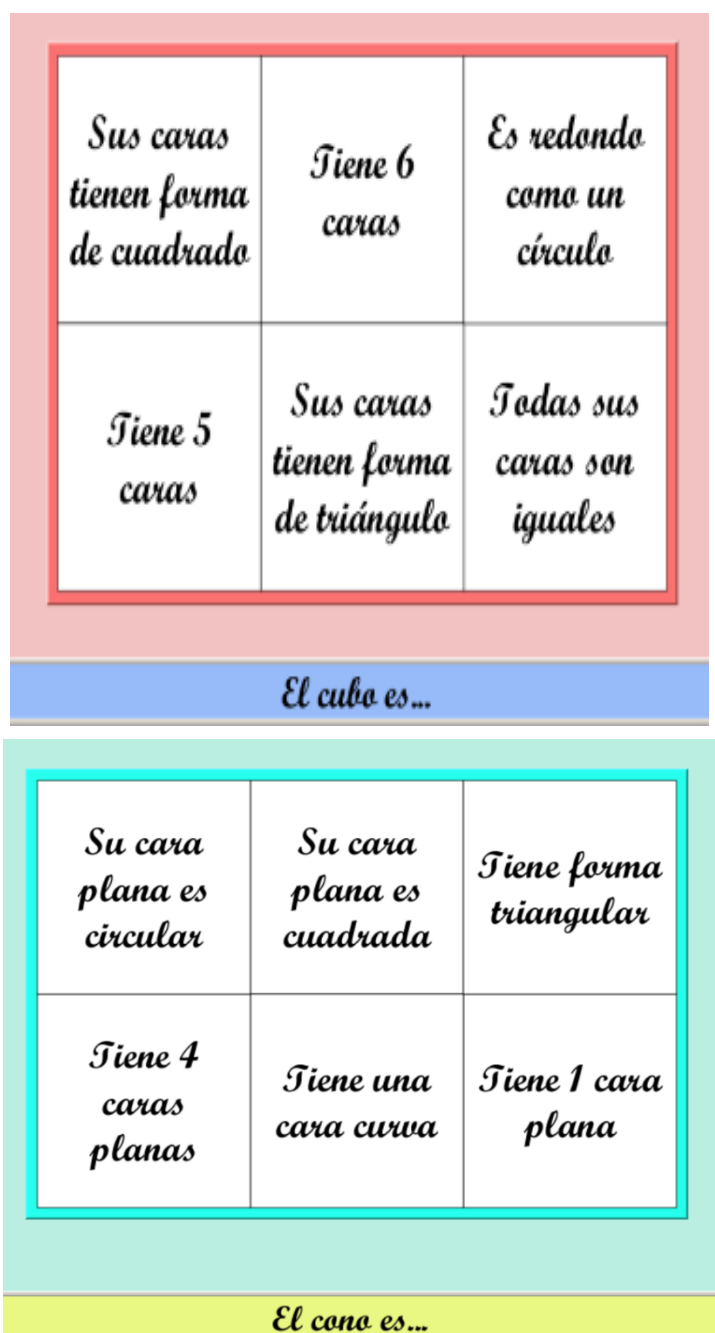 Sus caras
tienen forma
de cuadrado
Tiene 6
caras
Es redondo
como un
círculo
Tiene 5
caras
Sus caras
tienen forma
de triángulo
Todas sus
caras son
iguales
El cubo es...
Su cara
plana es
circular
Su cara
plana es
cuadrada
Tiene forma
triangular
Tiene 4
caras
planas
Tiene una
cara curva
Tiene 1 cara
plana
El cono es...